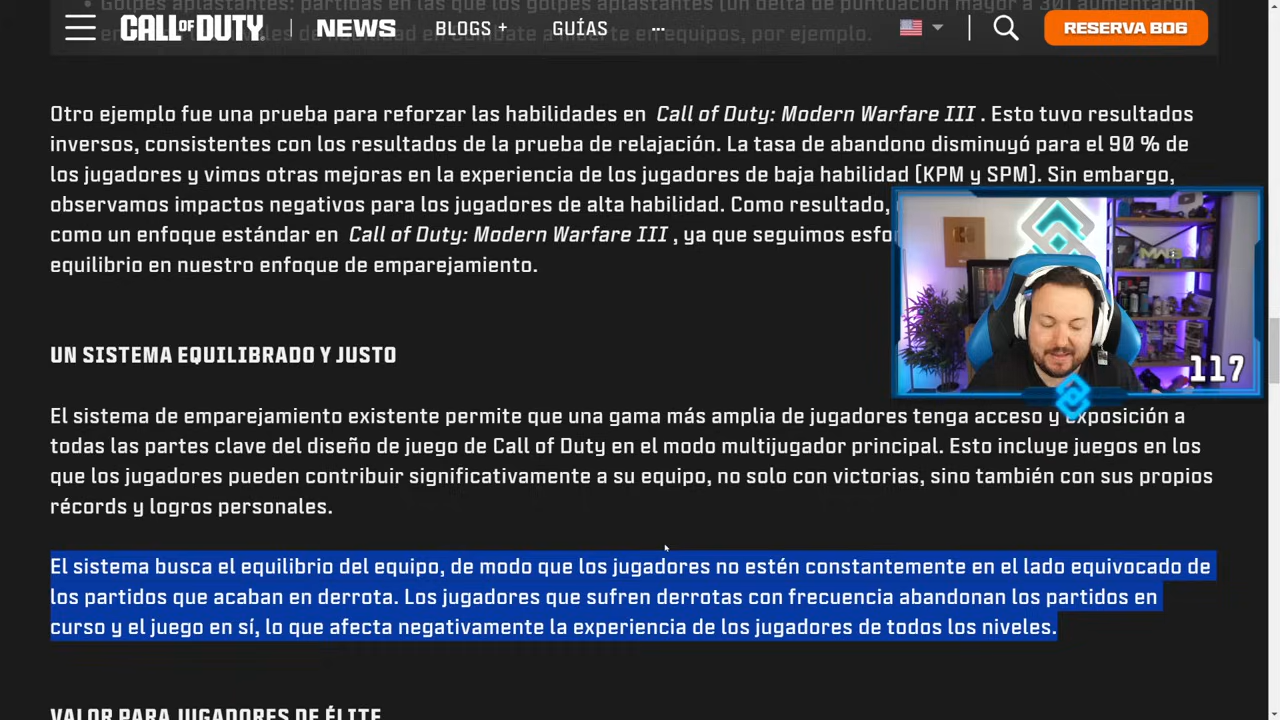 Golpes aplastantes: partidas en las que los golpes aplastantes (un delta de puntuación mayor a 30) aumentaron
habilidad en Combate a muerte en equipos, por ejemplo.
CALL OF DUTY NEWS BLOGS + GUÍAS ... RESERVA BO6
Otro ejemplo fue una prueba para reforzar las habilidades en Call of Duty: Modern Warfare III . Esto tuvo resultados
inversos, consistentes con los resultados de la prueba de relajación. La tasa de abandono disminuyó para el 90 % de
los jugadores y vimos otras mejoras en la experiencia de los jugadores de baja habilidad [KPM y SPM]. Sin embargo,
observamos impactos negativos para los jugadores de alta habilidad. Como resultado,
como un enfoque estándar en Call of Duty: Modern Warfare III , ya que seguimos
equilibrio en nuestro enfoque de emparejamiento.
117
UN SISTEMA EQUILIBRADO Y JUSTO
El sistema de emparejamiento existente permite que una gama más amplia de jugadores tenga acceso y exposición a
todas las partes clave del diseño de juego de Call of Duty en el modo multijugador principal. Esto incluye juegos en los
que los jugadores pueden contribuir significativamente a su equipo, no solo con victorias, sino también con sus propios
récords y logros personales.
El sistema busca el equilibrio del equipo, de modo que los jugadores no estén constantemente en el lado equivocado de
los partidos que acaban en derrota. Los jugadores que sufren derrotas con frecuencia abandonan los partidos en
curso y el juego en sí, lo que afecta negativamente la experiencia de los jugadores de todos los niveles.
VALOR PARA JUGADORES DE ÉLITE